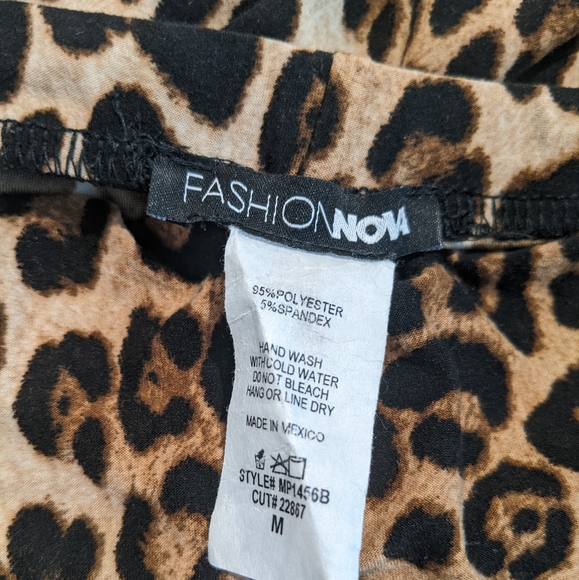 FASHIONNOVA
95%POLYESTER
5%SPANDEX
HAND WASH
WITH COLD WATER
DO NOT BLEACH
HANG OR LINE DRY
MADE IN MEXICO
STYLE# MP1456B
CUT# 22867
M